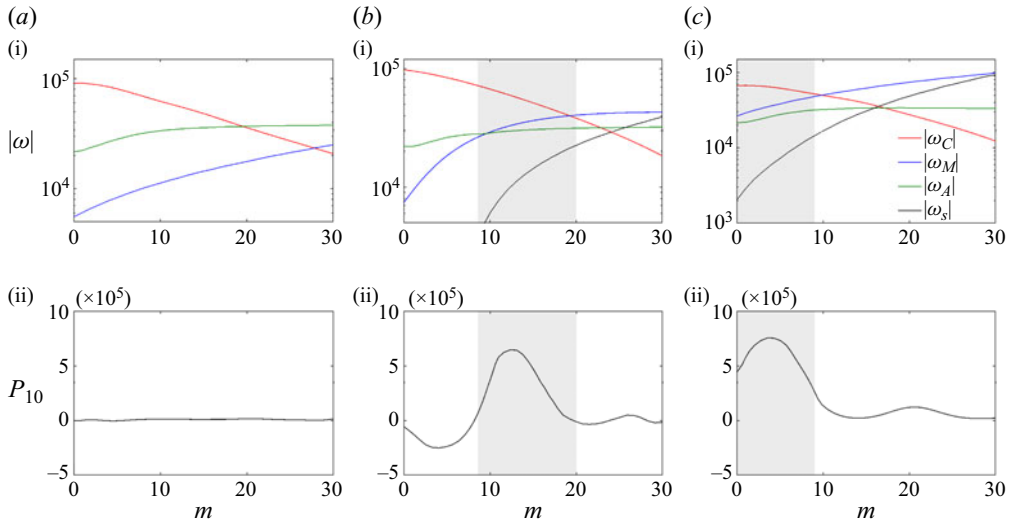 (a) (b) (c)
(i) (i) (i)
10^5 10^5 10^5
|ω| 10^4 10^4 10^4
10^3
|ω_C|
|ω_M|
|ω_A|
|ω_s|
0 10 20 30 0 10 20 30 0 10 20 30
(ii) (×10^5) (ii) (×10^5) (ii) (×10^5)
10 10 10
5 5 5
P_10 0 0 0
−5 −5 −5
0 10 20 30 0 10 20 30 0 10 20 30
m m m